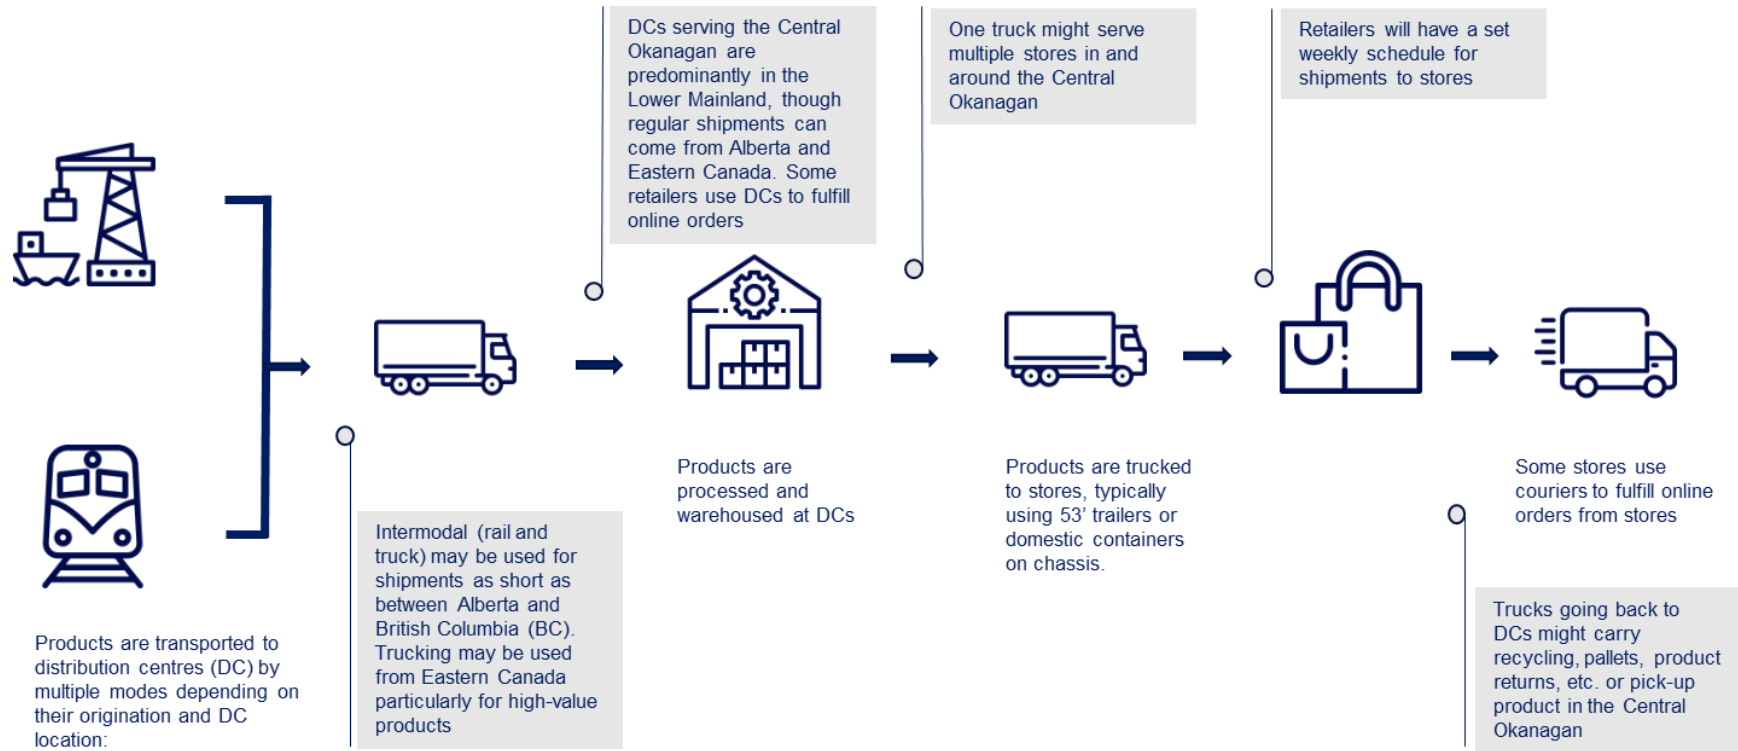 DCs serving the Central
Okanagan are
predominantly in the
Lower Mainland, though
regular shipments can
come from Alberta and
Eastern Canada. Some
retailers use DCs to fulfill
online orders
One truck might serve
multiple stores in and
around the Central
Okanagan
Retailers will have a set
weekly schedule for
shipments to stores
Products are transported to
distribution centres (DC) by
multiple modes depending on
their origination and DC
location:
Intermodal (rail and
truck) may be used for
shipments as short as
between Alberta and
British Columbia (BC).
Trucking may be used
from Eastern Canada
particularly for high-value
products
Products are
processed and
warehoused at DCs
Products are trucked
to stores, typically
using 53’ trailers or
domestic containers
on chassis.
Some stores use
couriers to fulfill online
orders from stores
Trucks going back to
DCs might carry
recycling, pallets, product
returns, etc. or pick-up
product in the Central
Okanagan